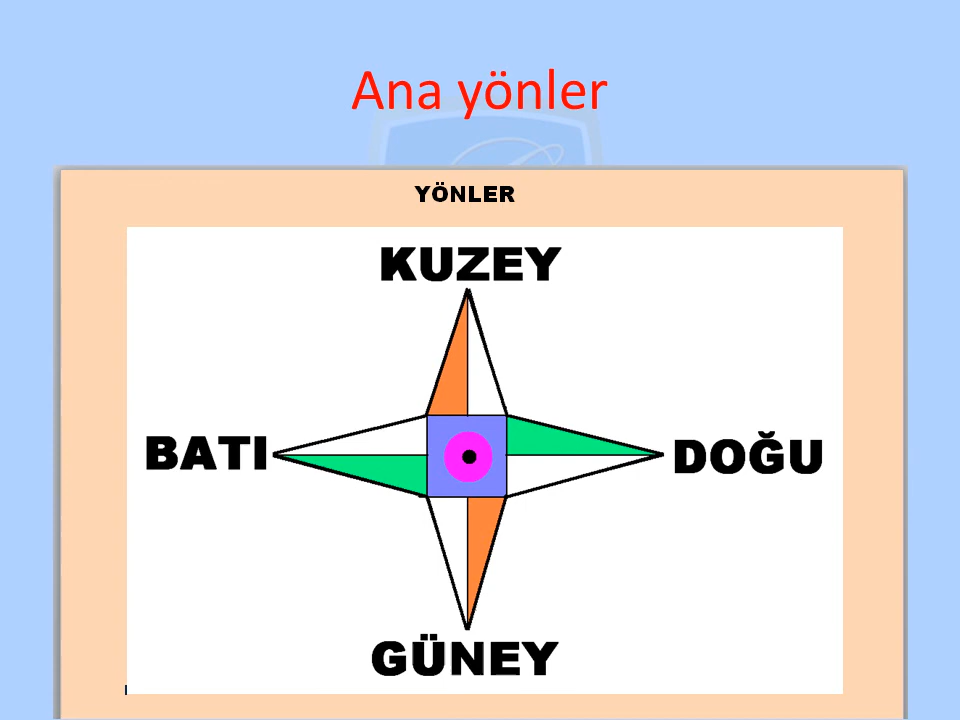 Ana yönler
YÖNLER
KUZEY
BATI
DOĞU
GÜNEY